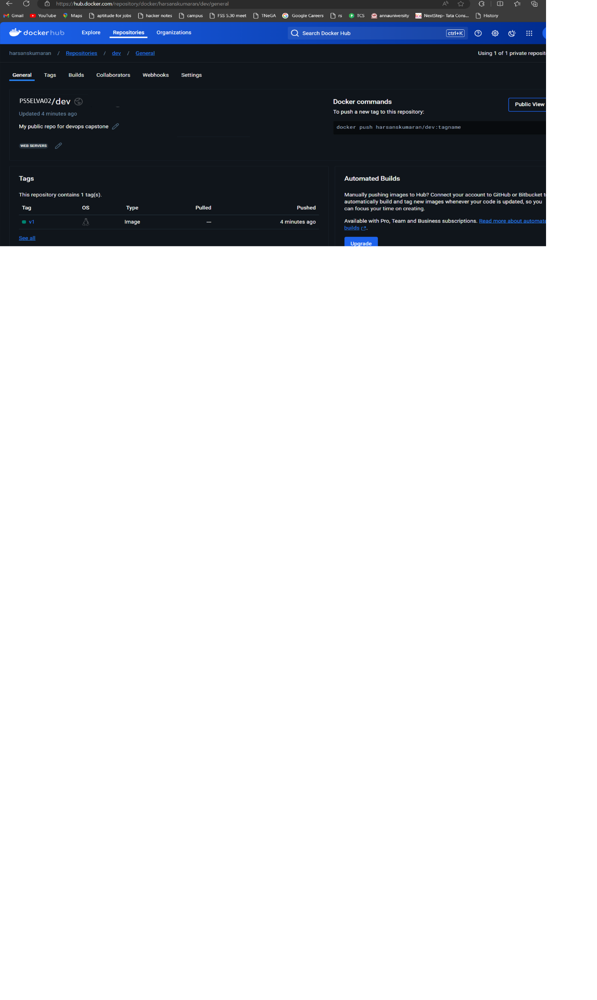 https://hub.docker.com/repository/docker/harsanskumaran/dev/general
Gmail YouTube Maps aptitude for jobs hacker notes campus FSS 5.30 meet TNeGA Google Careers rs TCS annauniversity NextStep- Tata Cons... History
dockerhub Explore Repositories Organizations Search Docker Hub ctrl+K
harsanskumaran / Repositories / dev / General Using 1 of 1 private reposit
General Tags Builds Collaborators Webhooks Settings
PSSELVA02/dev
Updated 4 minutes ago
My public repo for devops capstone
WEB SERVERS
Docker commands
Public View
To push a new tag to this repository:
docker push harsanskumaran/dev:tagname
Tags
This repository contains 1 tag(s).
Tag OS Type Pulled Pushed
v1 Image --- 4 minutes ago
See all
Automated Builds
Manually pushing images to Hub? Connect your account to GitHub or Bitbucket t
automatically build and tag new images whenever your code is updated, so you
can focus your time on creating.
Available with Pro, Team and Business subscriptions. Read more about automate
builds .
Upgrade